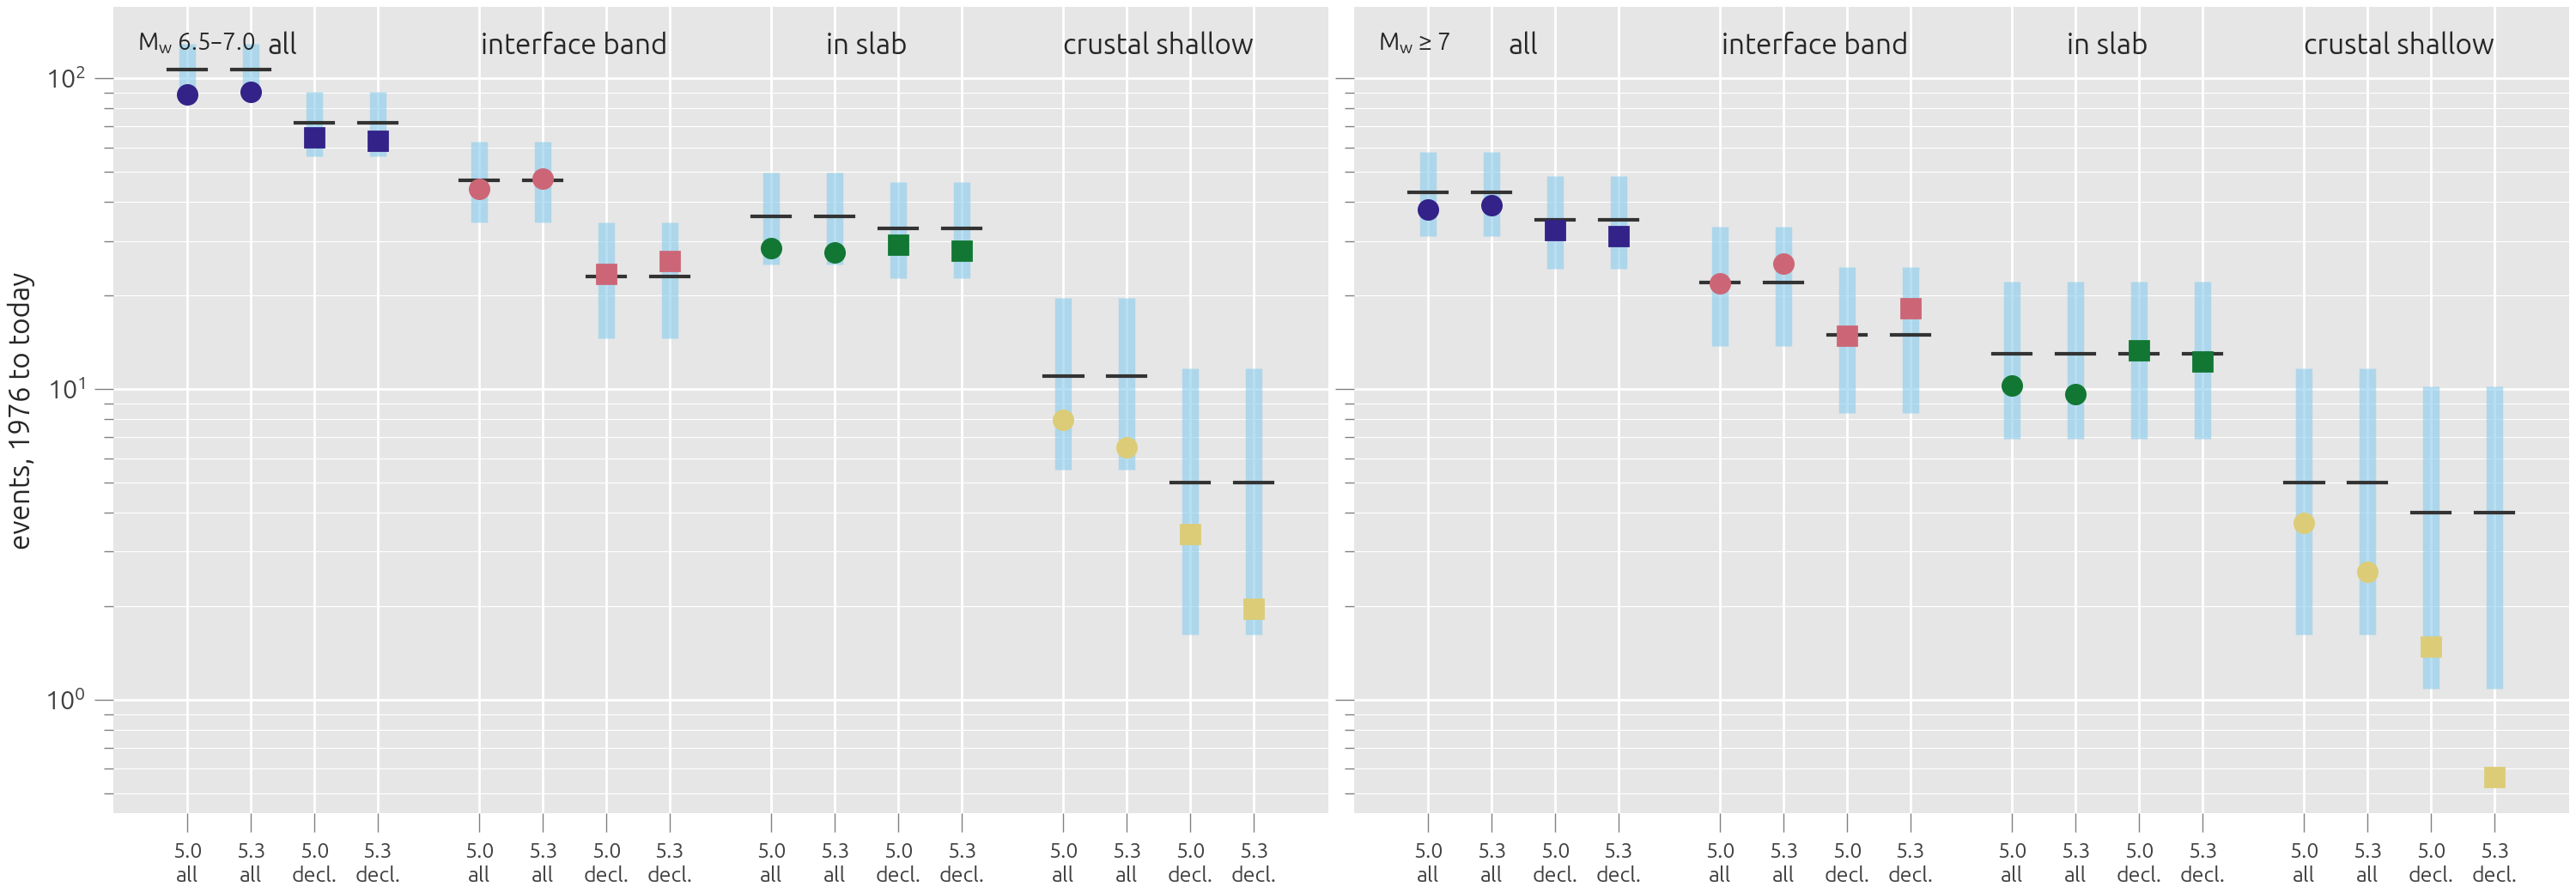 M_w 6.5–7.0 all interface band in slab crustal shallow
M_w ≥ 7 all interface band in slab crustal shallow
events, 1976 to today
10²
10¹
10⁰
5.0 5.3 5.0 5.3 5.0 5.3 5.0 5.3 5.0 5.3 5.0 5.3 5.0 5.3 5.0 5.3
all all decl. decl. all all decl. decl. all all decl. decl. all all decl. decl.
5.0 5.3 5.0 5.3 5.0 5.3 5.0 5.3 5.0 5.3 5.0 5.3 5.0 5.3 5.0 5.3
all all decl. decl. all all decl. decl. all all decl. decl. all all decl. decl.